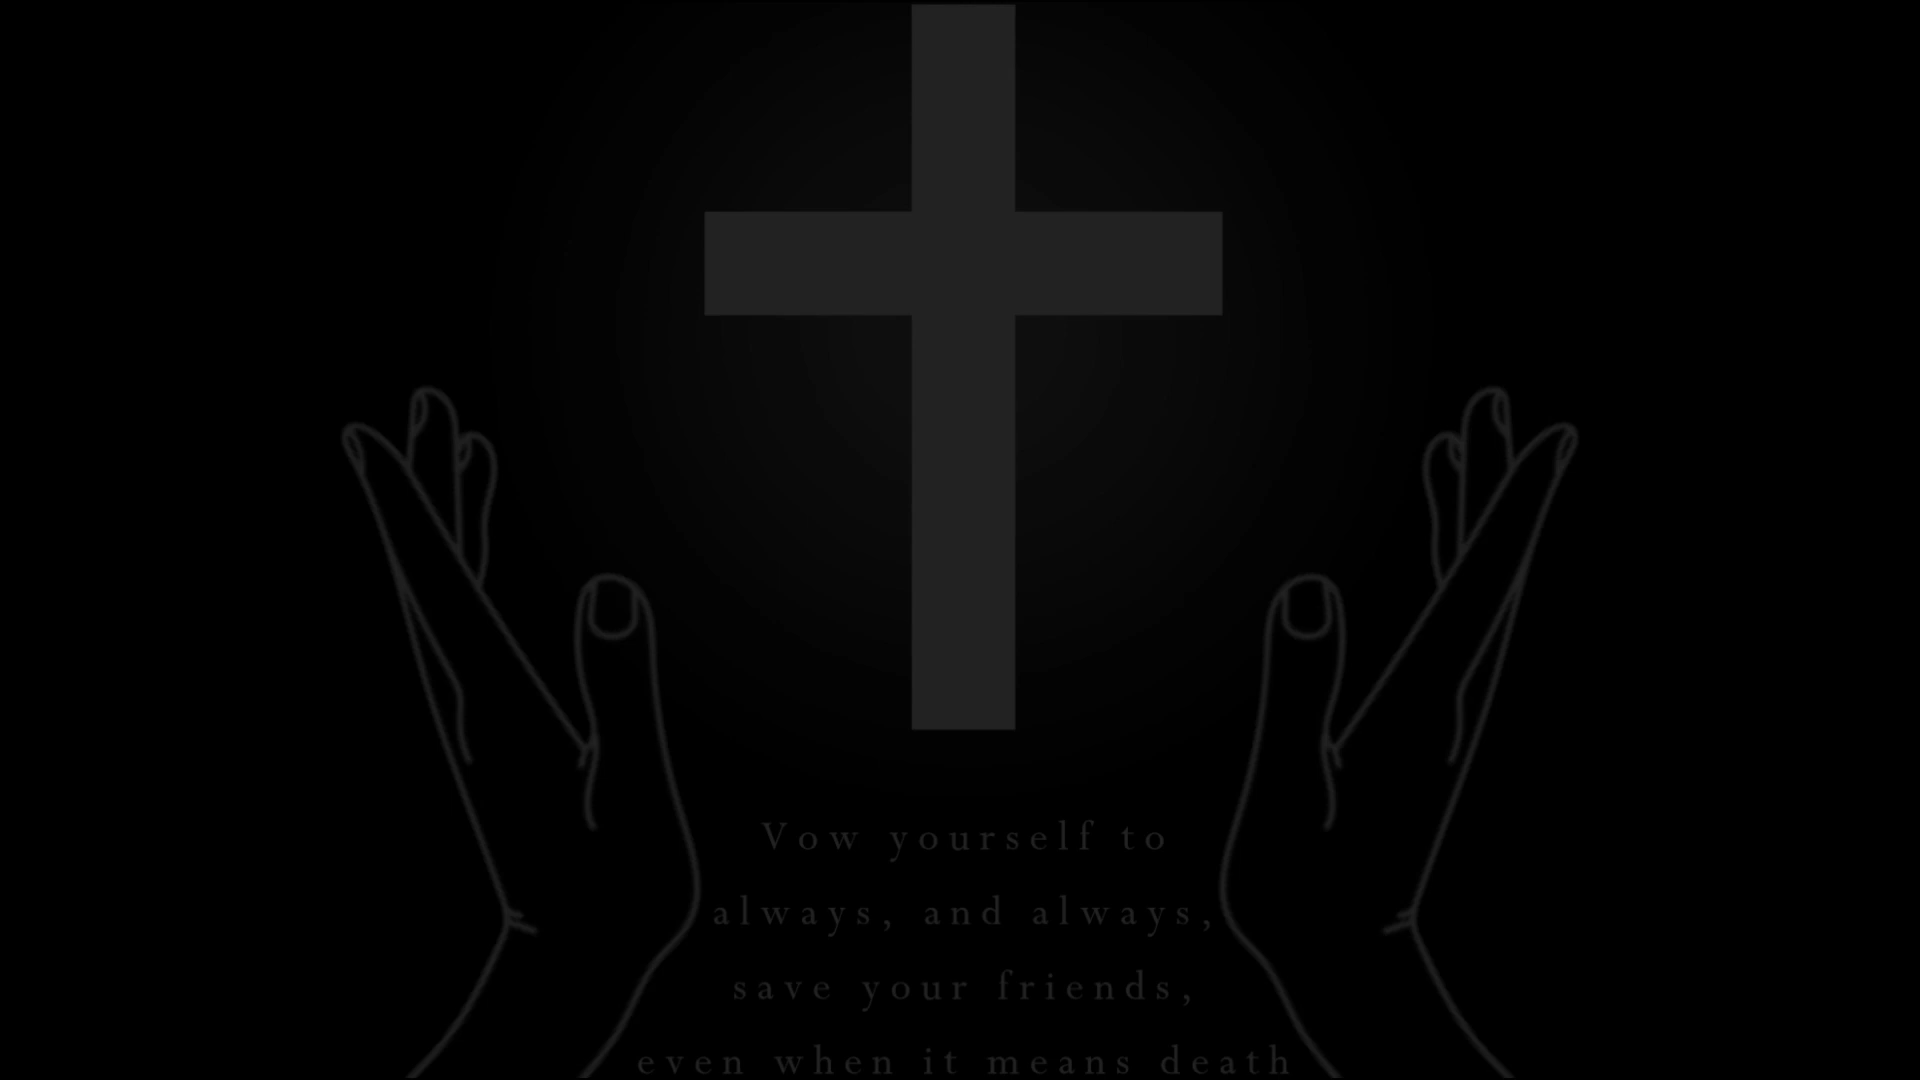 Vow yourself to
always, and always,
save your friends,
even when it means death